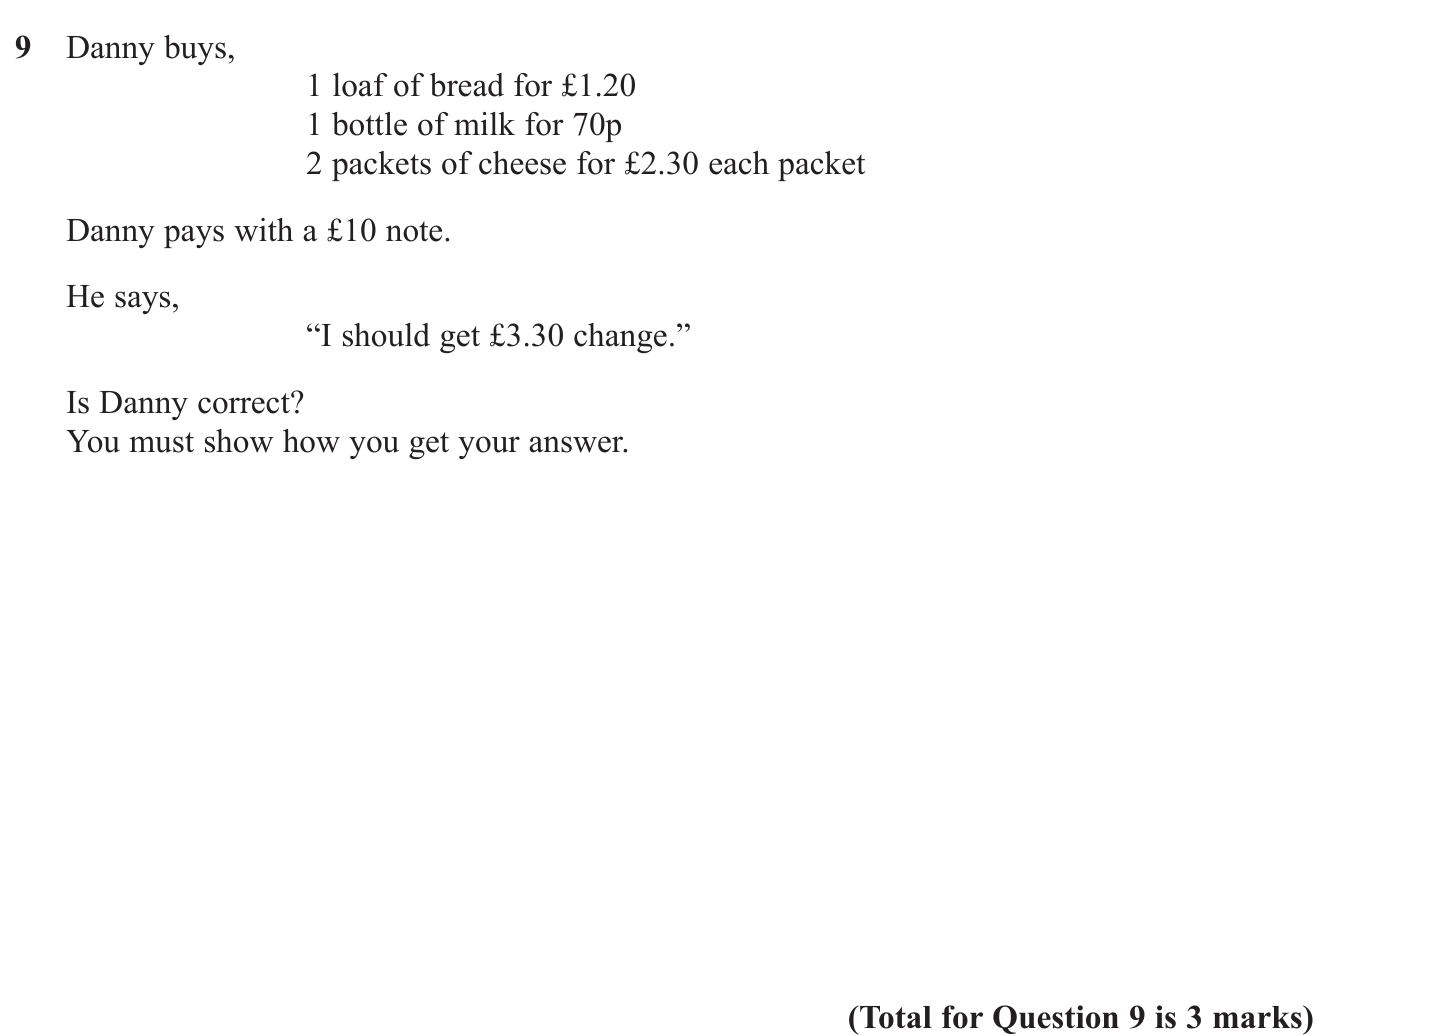 9 Danny buys,
1 loaf of bread for £1.20
1 bottle of milk for 70p
2 packets of cheese for £2.30 each packet
Danny pays with a £10 note.
He says,
“I should get £3.30 change.”
Is Danny correct?
You must show how you get your answer.
(Total for Question 9 is 3 marks)